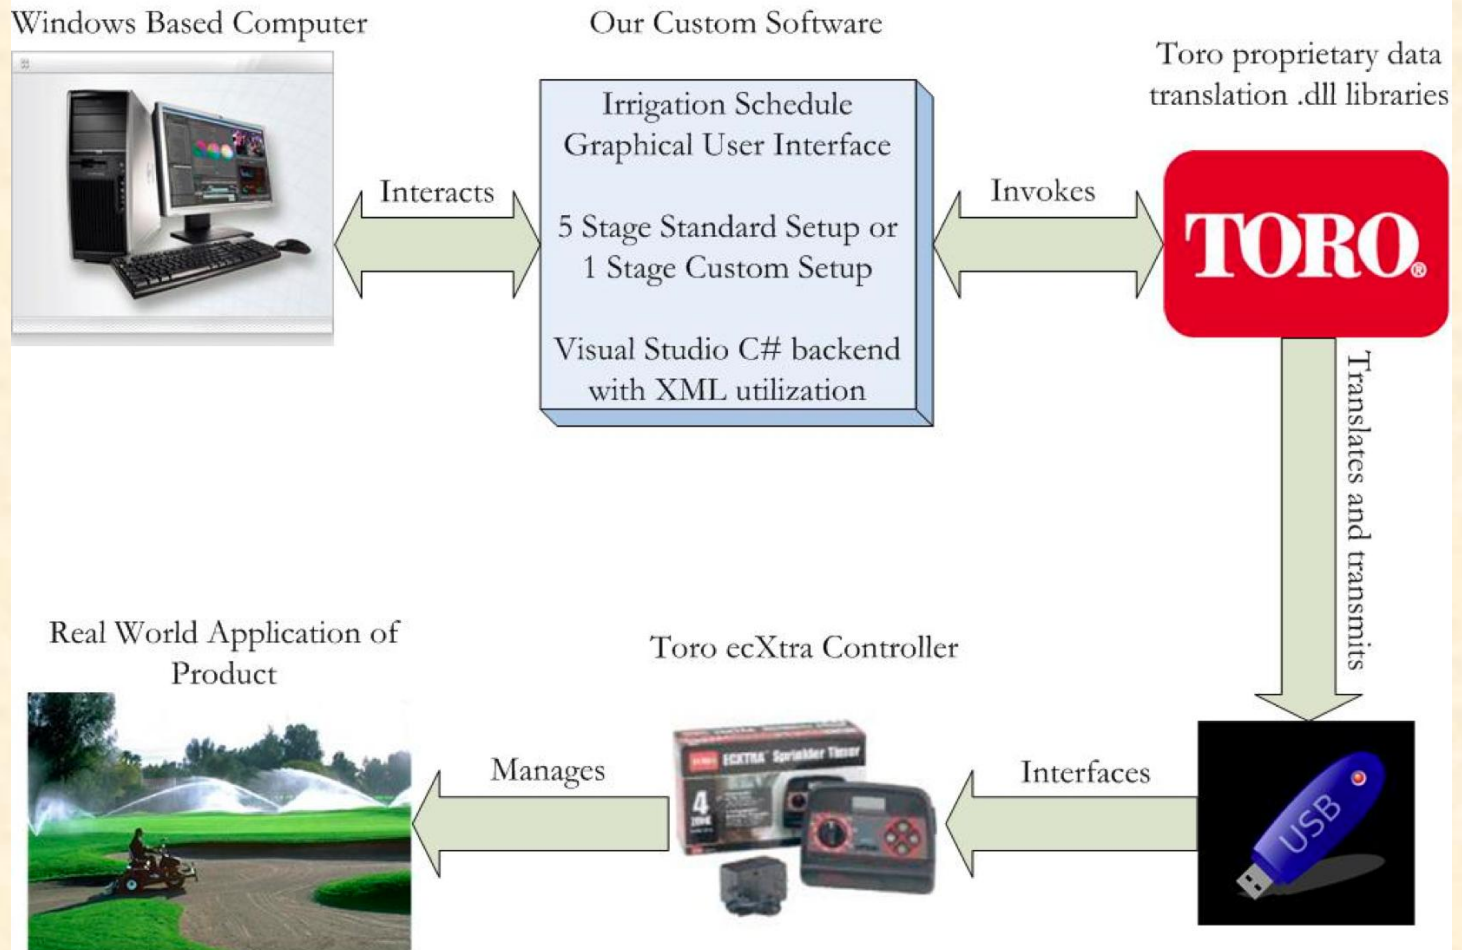 Windows Based Computer
Our Custom Software
Toro proprietary data
translation .dll libraries
Irrigation Schedule
Graphical User Interface
5 Stage Standard Setup or
1 Stage Custom Setup
Visual Studio C# backend
with XML utilization
Interacts
Invokes
TORO®
Translates and transmits
Real World Application of
Product
Toro ecXtra Controller
Manages
ECXTRA Sprinkler Timer
4
Interfaces
USB